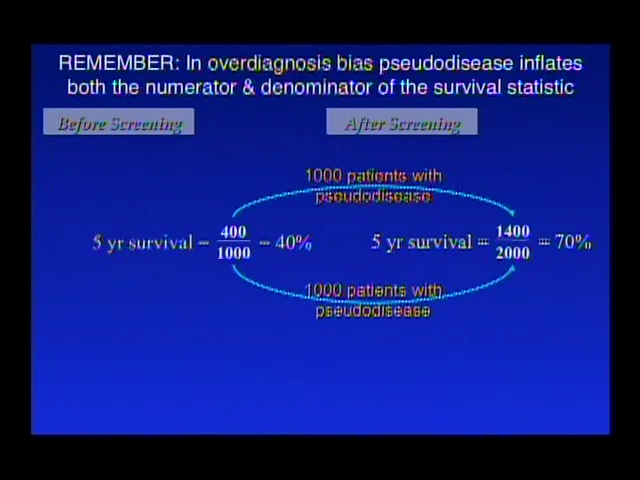 REMEMBER: In overdiagnosis bias pseudodisease inflates
both the numerator & denominator of the survival statistic
Before Screening
After Screening
1000 patients with
pseudodisease
5 yr survival = 400/1000 = 40%
5 yr survival = 1400/2000 = 70%
1000 patients with
pseudodisease